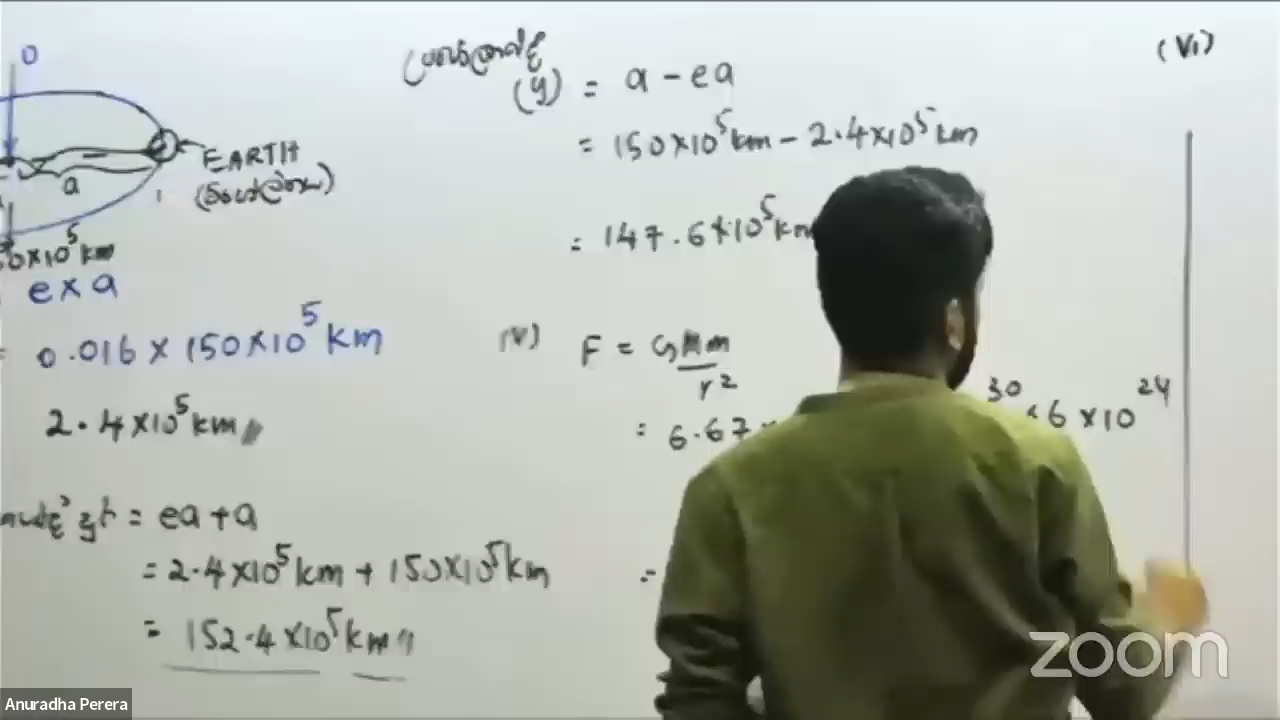 0
EARTH
a
0×10⁵ km
e×a
= 0.016 × 150×10⁵ km
2.4×10⁵ km
= ea + a
= 2.4×10⁵ km + 150×10⁵ km
= 152.4×10⁵ km
(y) = a - ea
= 150×10⁵ km - 2.4×10⁵ km
= 147.6×10⁵ km
(V) F = GMm
r²
= 6.67 × 30 × 6 × 10²⁴
=
(VI)
zoom
Anuradha Perera